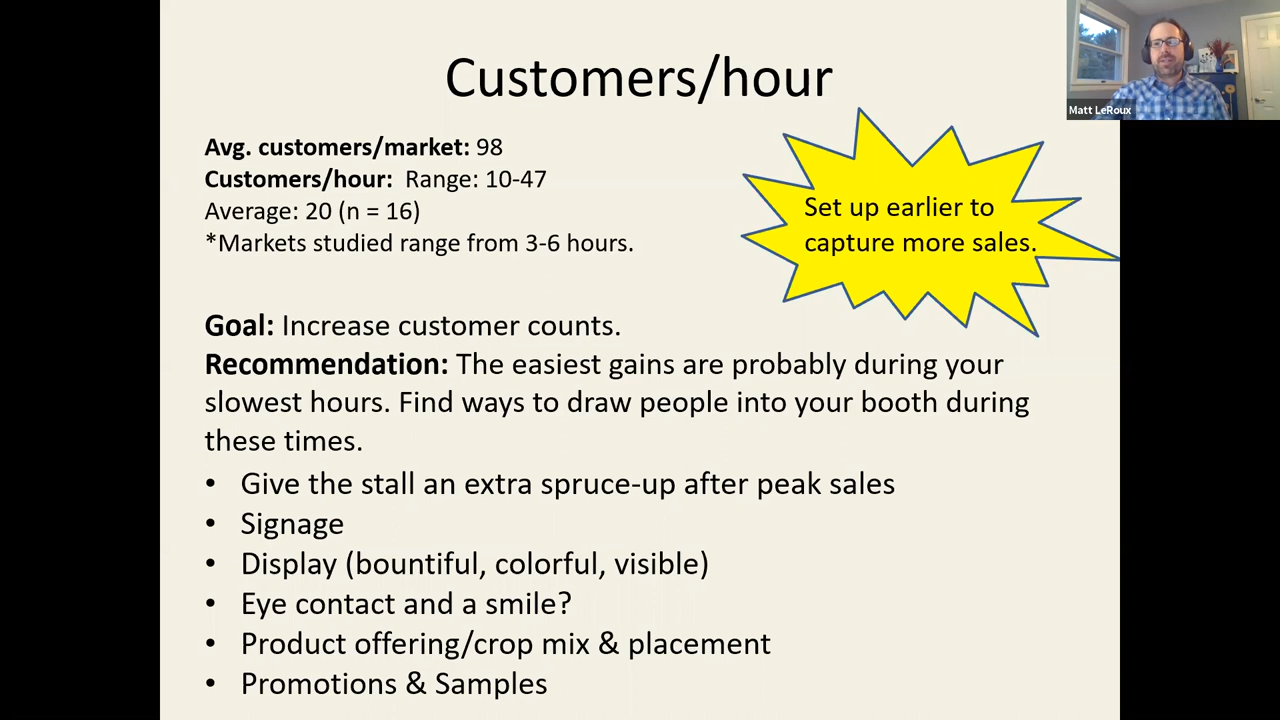 Customers/hour
Matt LeRoux
Avg. customers/market: 98
Customers/hour: Range: 10-47
Average: 20 (n = 16)
*Markets studied range from 3-6 hours.
Set up earlier to
capture more sales.
Goal: Increase customer counts.
Recommendation: The easiest gains are probably during your
slowest hours. Find ways to draw people into your booth during
these times.
• Give the stall an extra spruce-up after peak sales
• Signage
• Display (bountiful, colorful, visible)
• Eye contact and a smile?
• Product offering/crop mix & placement
• Promotions & Samples